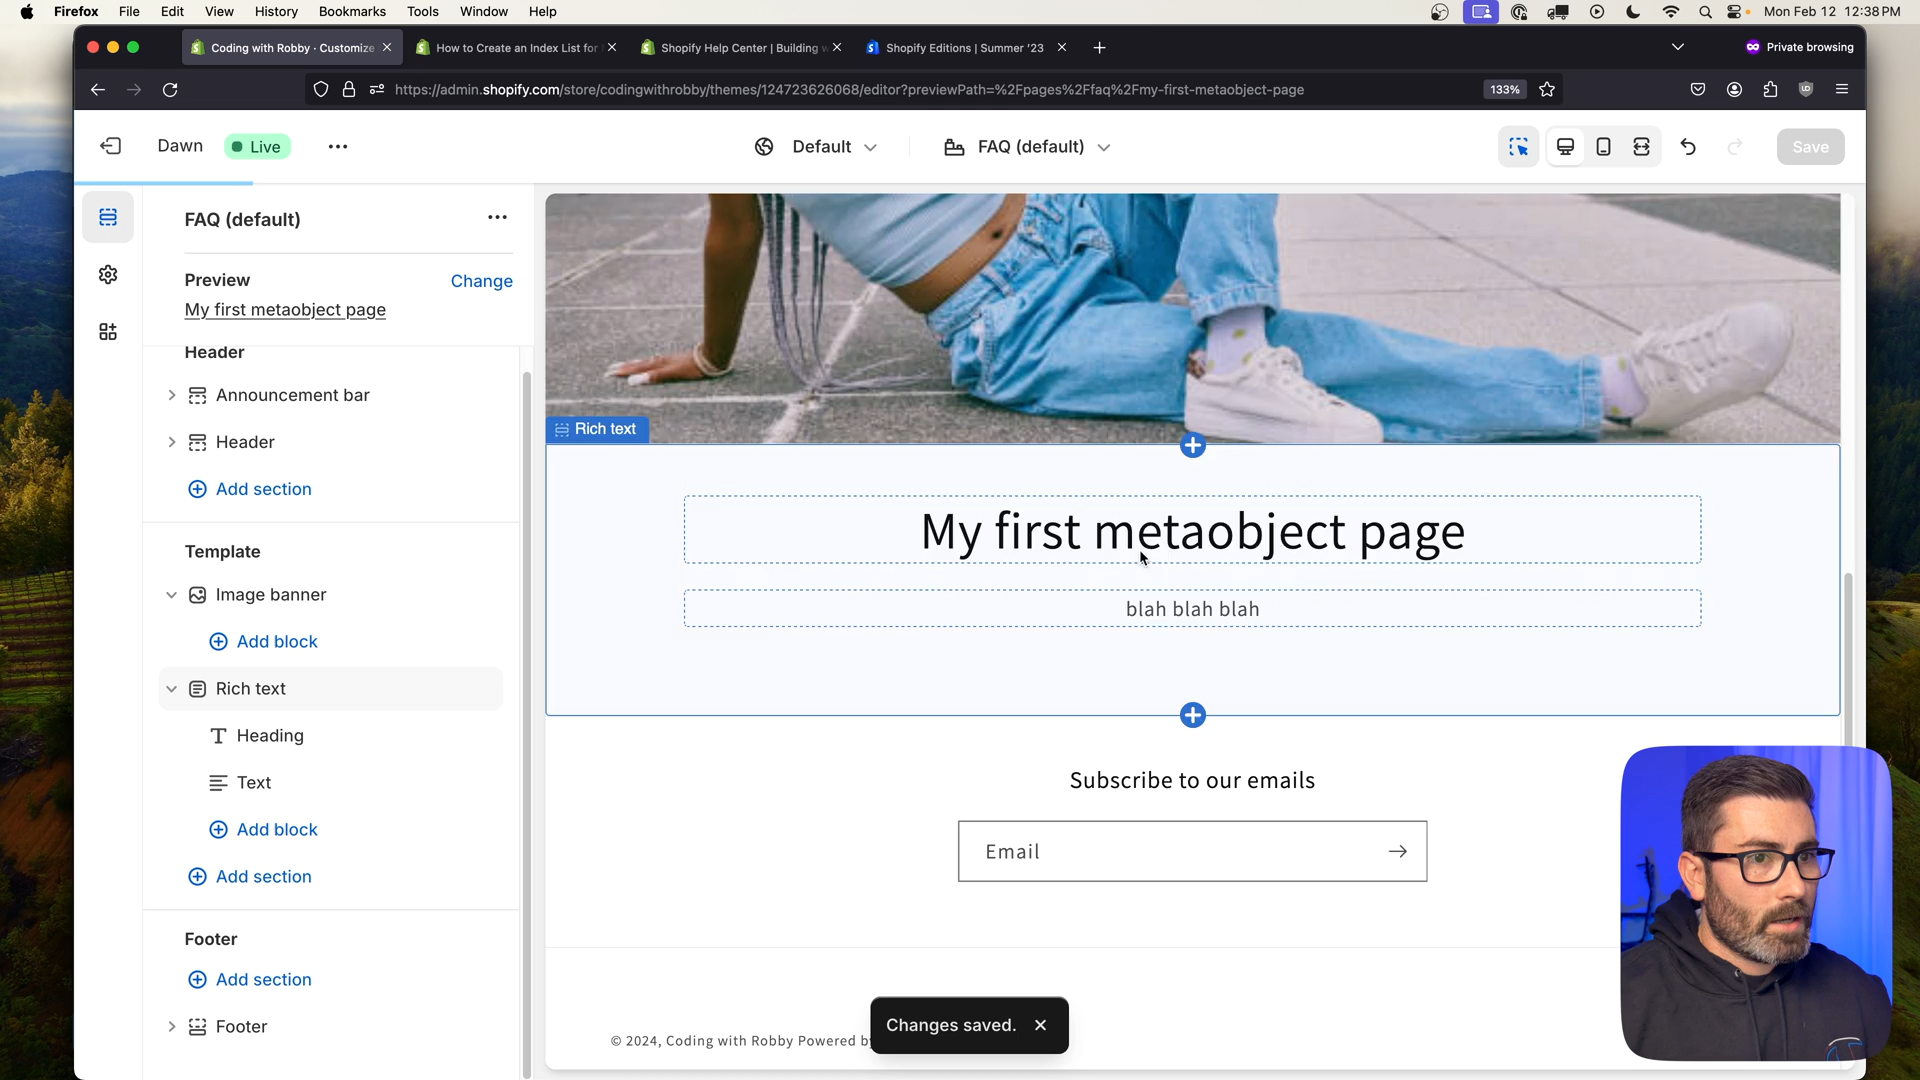 Firefox File Edit View History Bookmarks Tools Window Help Mon Feb 12 12:38 PM
Coding with Robby · Customize How to Create an Index List for Shopify Help Center | Building Shopify Editions | Summer '23 Private browsing
https://admin.shopify.com/store/codingwithrobby/themes/124723626068/editor?previewPath=%2Fpages%2Ffaq%2Fmy-first-metaobject-page 133%
Dawn Live Default FAQ (default) Save
FAQ (default)
Preview Change
My first metaobject page
Header
Announcement bar
Header
Add section
Template
Image banner
Add block
Rich text
Heading
Text
Add block
Add section
Footer
Add section
Footer
Rich text
My first metaobject page
blah blah blah
Subscribe to our emails
Email
© 2024, Coding with Robby Powered
Changes saved.